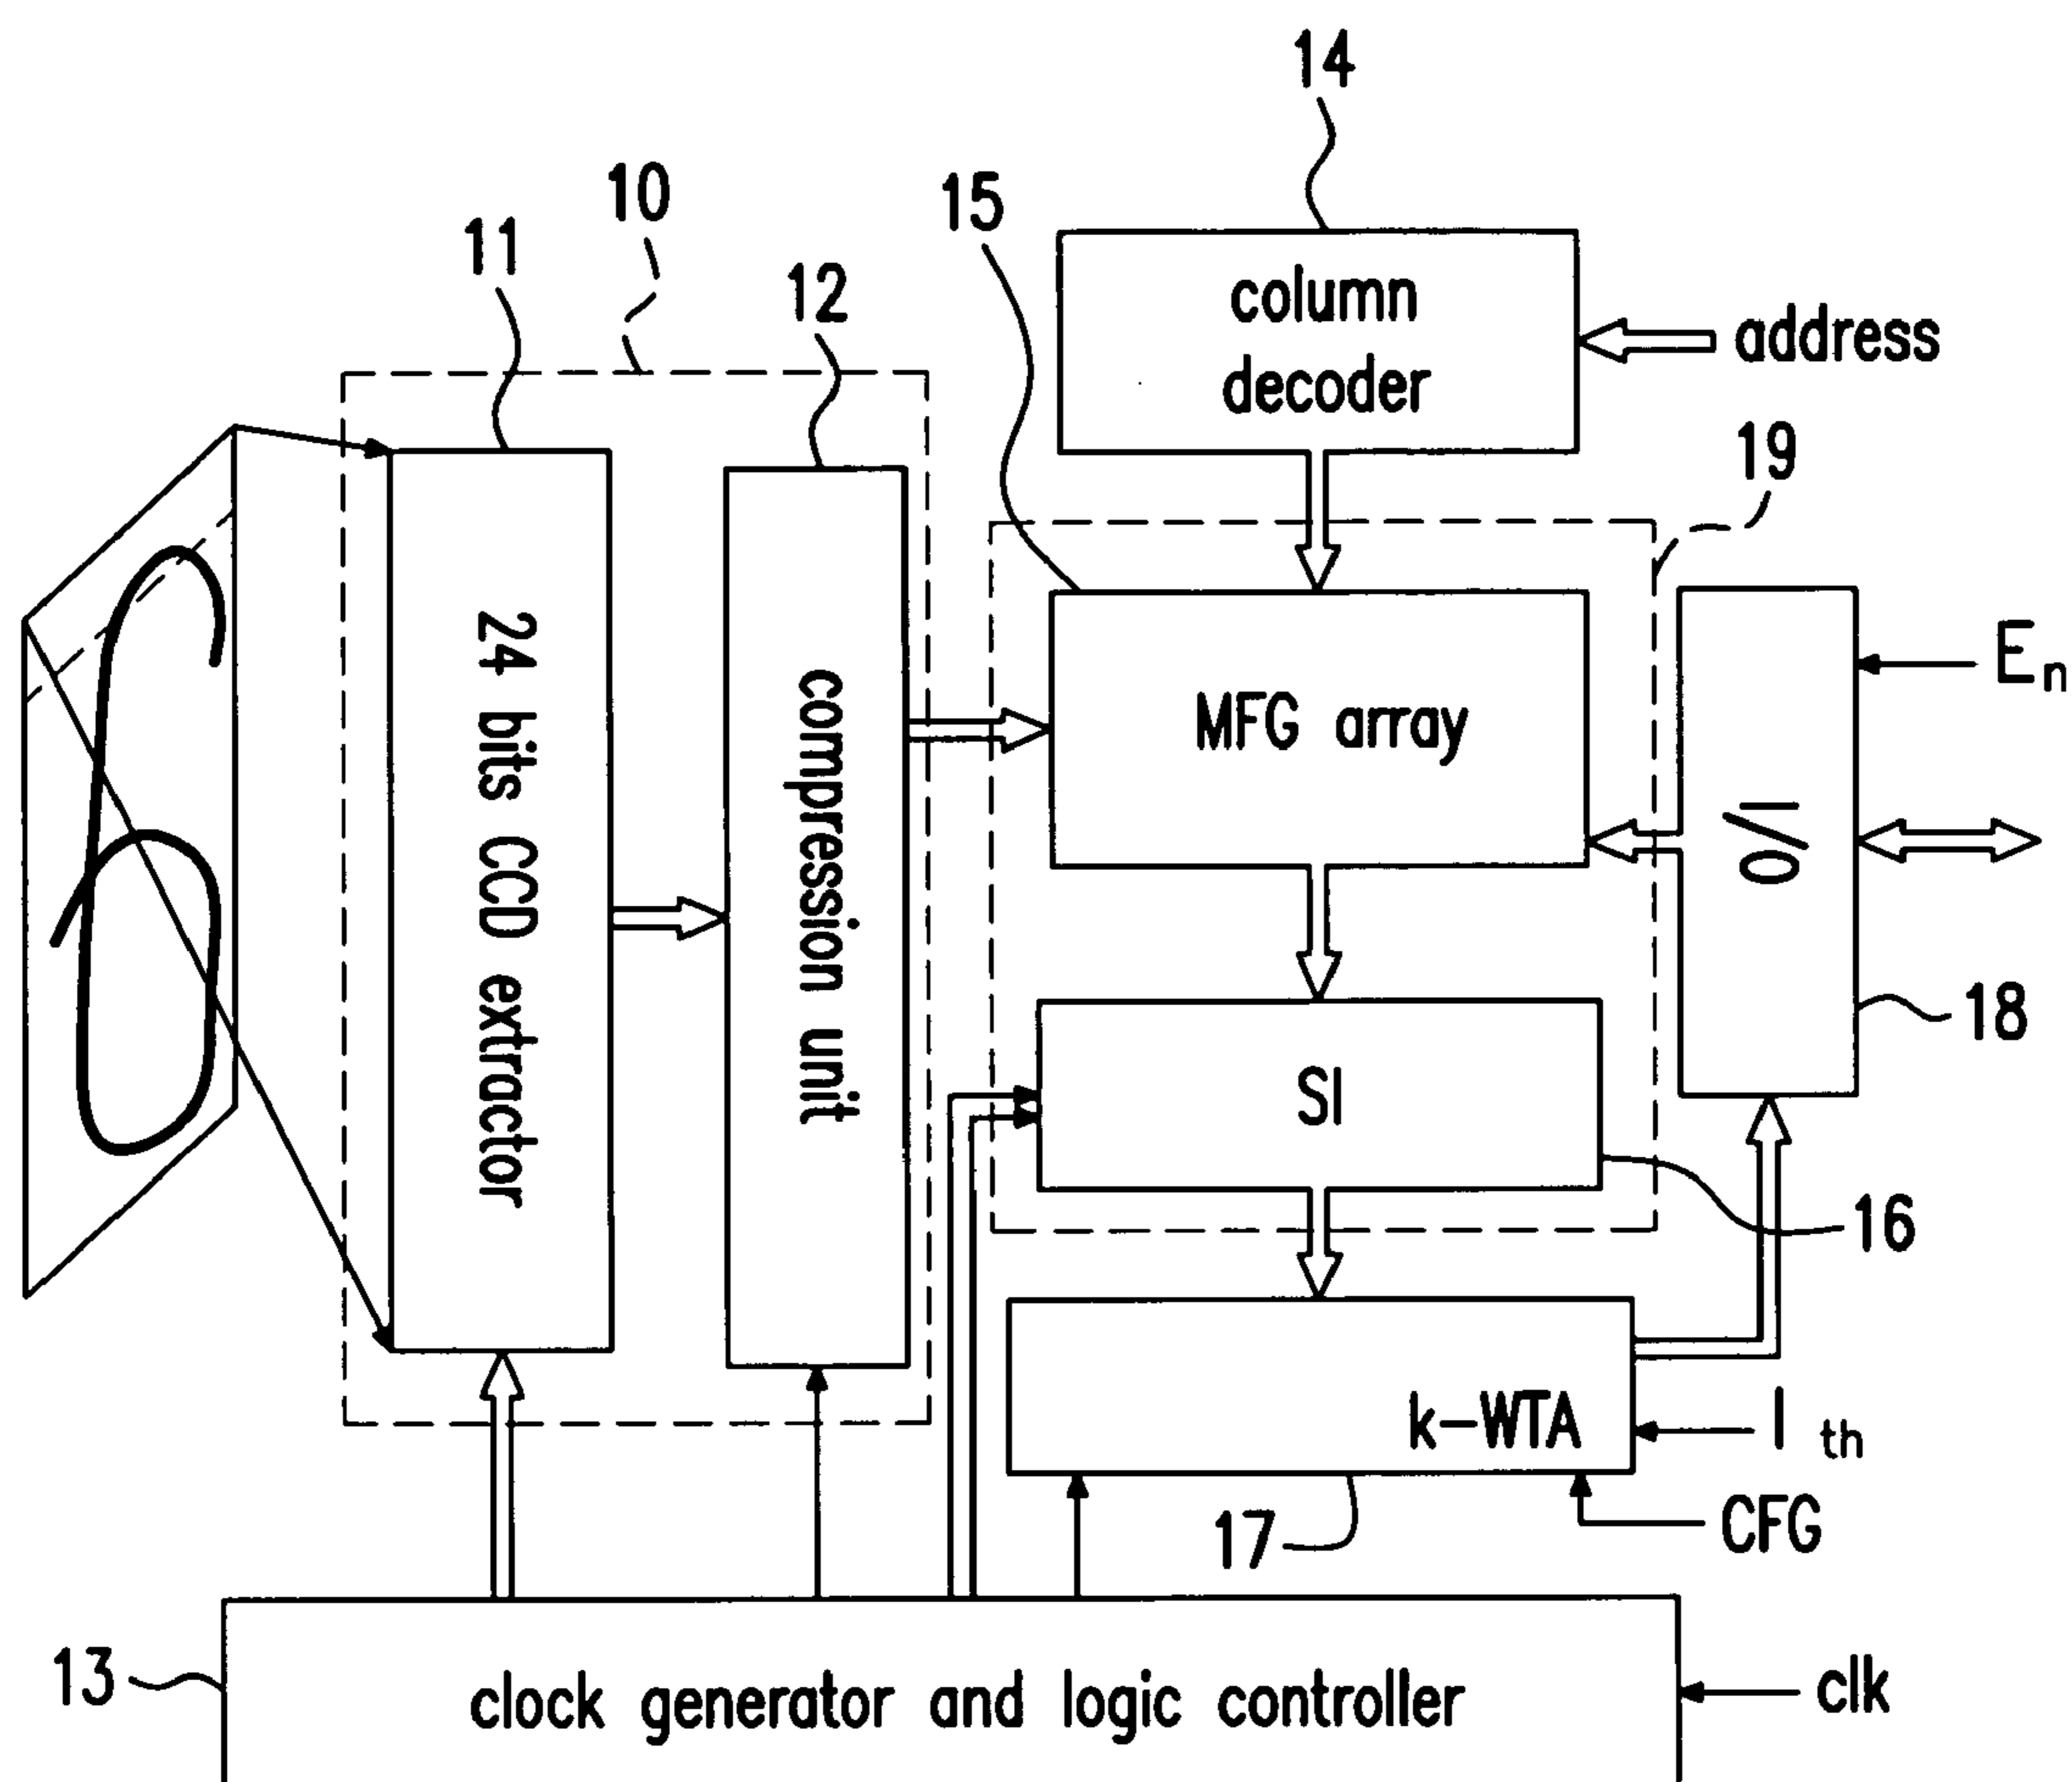 14
10
15
11
12
column
decoder
address
19
24 bits CCD extractor
compression unit
MFG array
I/O
En
18
SI
16
k-WTA
I th
17
CFG
13
clock generator and logic controller
clk